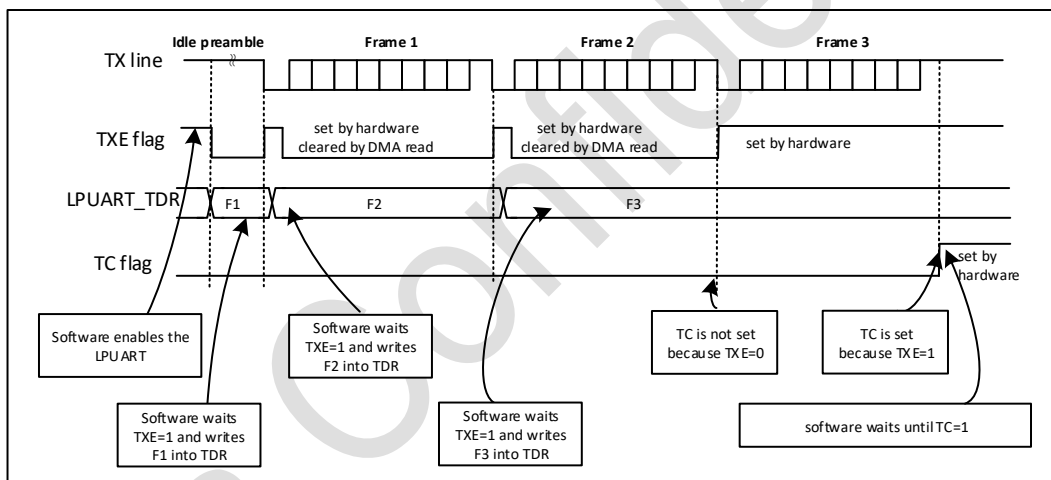 Idle preamble
Frame 1
Frame 2
Frame 3
TX line
TXE flag
set by hardware
cleared by DMA read
set by hardware
cleared by DMA read
set by hardware
LPUART_TDR
F1
F2
F3
TC flag
set by
hardware
Software enables the
LPUART
Software waits
TXE=1 and writes
F2 into TDR
TC is not set
because TXE=0
TC is set
because TXE=1
Software waits
TXE=1 and writes
F1 into TDR
Software waits
TXE=1 and writes
F3 into TDR
software waits until TC=1